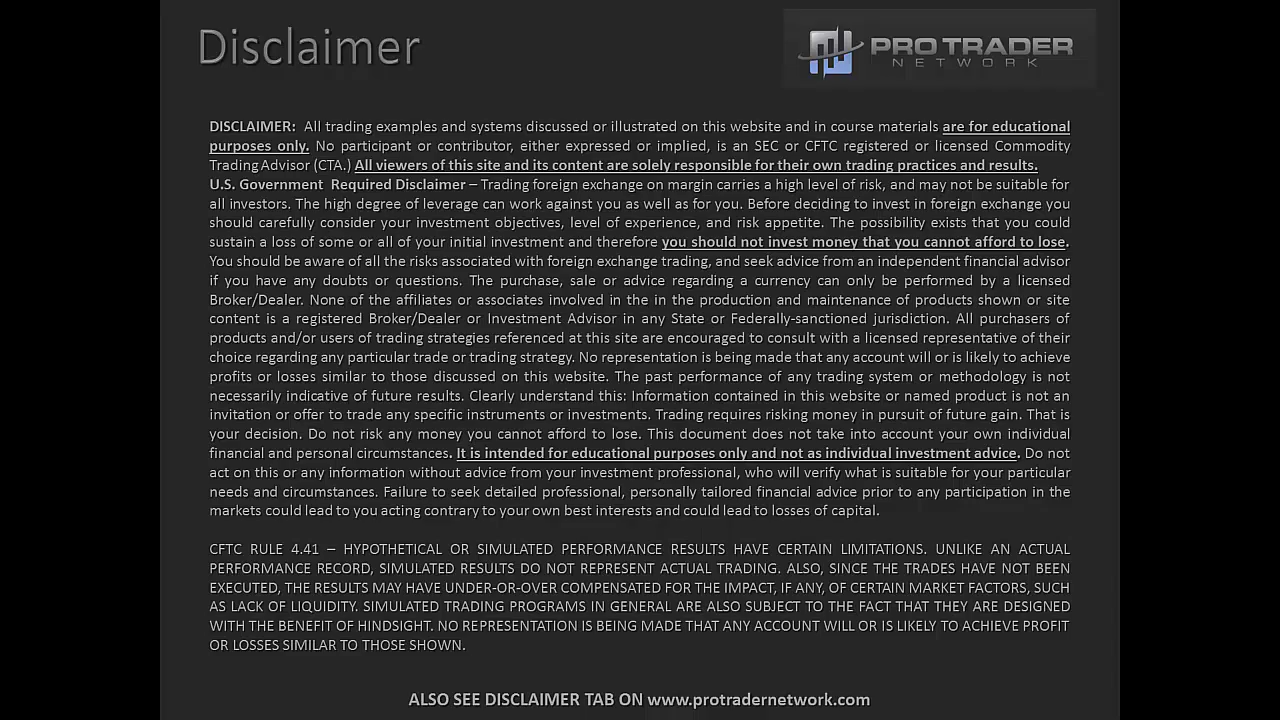 Disclaimer
PRO TRADER
NETWORK
DISCLAIMER: All trading examples and systems discussed or illustrated on this website and in course materials are for educational
purposes only. No participant or contributor, either expressed or implied, is an SEC or CFTC registered or licensed Commodity
Trading Advisor (CTA.) All viewers of this site and its content are solely responsible for their own trading practices and results.
U.S. Government Required Disclaimer – Trading foreign exchange on margin carries a high level of risk, and may not be suitable for
all investors. The high degree of leverage can work against you as well as for you. Before deciding to invest in foreign exchange you
should carefully consider your investment objectives, level of experience, and risk appetite. The possibility exists that you could
sustain a loss of some or all of your initial investment and therefore you should not invest money that you cannot afford to lose.
You should be aware of all the risks associated with foreign exchange trading, and seek advice from an independent financial advisor
if you have any doubts or questions. The purchase, sale or advice regarding a currency can only be performed by a licensed
Broker/Dealer. None of the affiliates or associates involved in the in the production and maintenance of products shown or site
content is a registered Broker/Dealer or Investment Advisor in any State or Federally-sanctioned jurisdiction. All purchasers of
products and/or users of trading strategies referenced at this site are encouraged to consult with a licensed representative of their
choice regarding any particular trade or trading strategy. No representation is being made that any account will or is likely to achieve
profits or losses similar to those discussed on this website. The past performance of any trading system or methodology is not
necessarily indicative of future results. Clearly understand this: Information contained in this website or named product is not an
invitation or offer to trade any specific instruments or investments. Trading requires risking money in pursuit of future gain. That is
your decision. Do not risk any money you cannot afford to lose. This document does not take into account your own individual
financial and personal circumstances. It is intended for educational purposes only and not as individual investment advice. Do not
act on this or any information without advice from your investment professional, who will verify what is suitable for your particular
needs and circumstances. Failure to seek detailed professional, personally tailored financial advice prior to any participation in the
markets could lead to you acting contrary to your own best interests and could lead to losses of capital.
CFTC RULE 4.41 – HYPOTHETICAL OR SIMULATED PERFORMANCE RESULTS HAVE CERTAIN LIMITATIONS. UNLIKE AN ACTUAL
PERFORMANCE RECORD, SIMULATED RESULTS DO NOT REPRESENT ACTUAL TRADING. ALSO, SINCE THE TRADES HAVE NOT BEEN
EXECUTED, THE RESULTS MAY HAVE UNDER-OR-OVER COMPENSATED FOR THE IMPACT, IF ANY, OF CERTAIN MARKET FACTORS, SUCH
AS LACK OF LIQUIDITY. SIMULATED TRADING PROGRAMS IN GENERAL ARE ALSO SUBJECT TO THE FACT THAT THEY ARE DESIGNED
WITH THE BENEFIT OF HINDSIGHT. NO REPRESENTATION IS BEING MADE THAT ANY ACCOUNT WILL OR IS LIKELY TO ACHIEVE PROFIT
OR LOSSES SIMILAR TO THOSE SHOWN.
ALSO SEE DISCLAIMER TAB ON www.protradernetwork.com